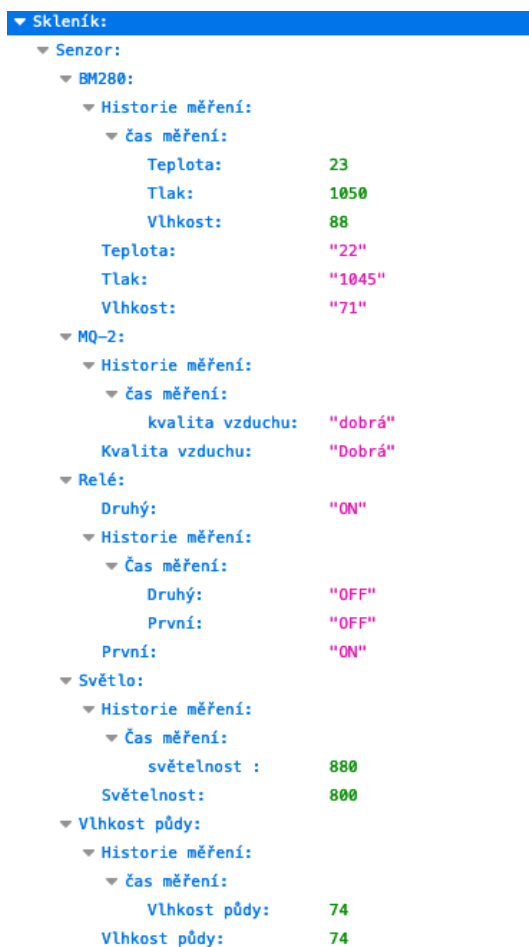 Skleník:
Senzor:
BM280:
Historie měření:
čas měření:
Teplota: 23
Tlak: 1050
Vlhkost: 88
Teplota: "22"
Tlak: "1045"
Vlhkost: "71"
MQ-2:
Historie měření:
čas měření:
kvalita vzduchu: "dobrá"
Kvalita vzduchu: "Dobrá"
Relé:
Druhý: "ON"
Historie měření:
Čas měření:
Druhý: "OFF"
První: "OFF"
První: "ON"
Světlo:
Historie měření:
Čas měření:
světelnost : 880
Světelnost: 800
Vlhkost půdy:
Historie měření:
čas měření:
Vlhkost půdy: 74
Vlhkost půdy: 74